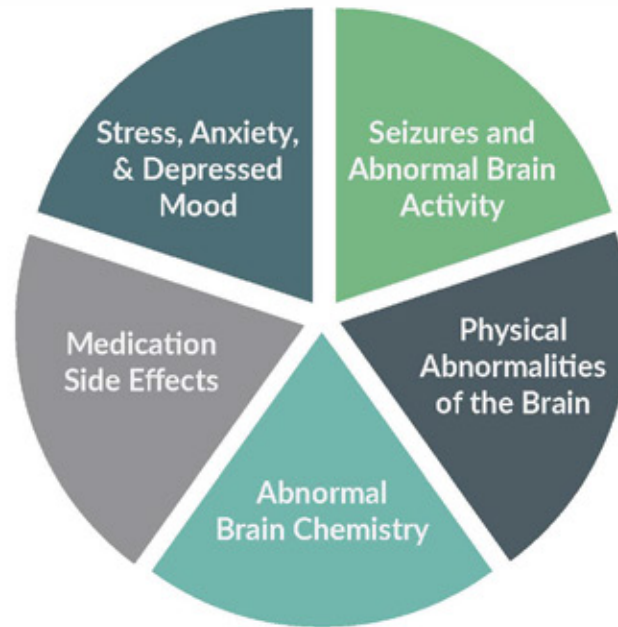 Stress, Anxiety,
& Depressed
Mood
Seizures and
Abnormal Brain
Activity
Physical
Abnormalities
of the Brain
Abnormal
Brain Chemistry
Medication
Side Effects